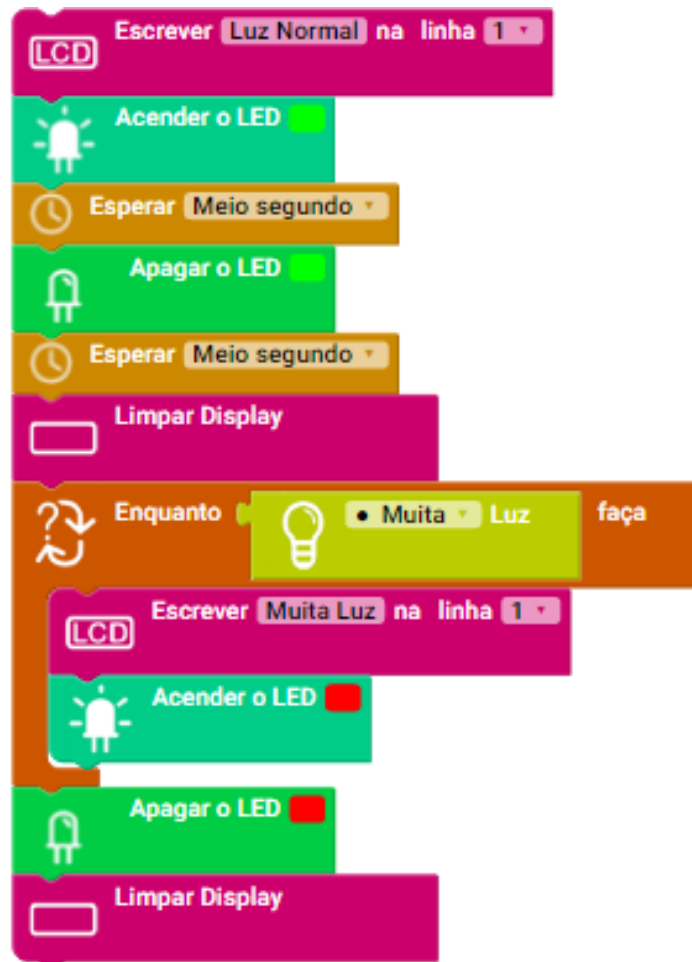 LCD Escrever Luz Normal na linha 1
Acender o LED
Esperar Meio segundo
Apagar o LED
Esperar Meio segundo
Limpar Display
Enquanto • Muita Luz faça
LCD Escrever Muita Luz na linha 1
Acender o LED
Apagar o LED
Limpar Display